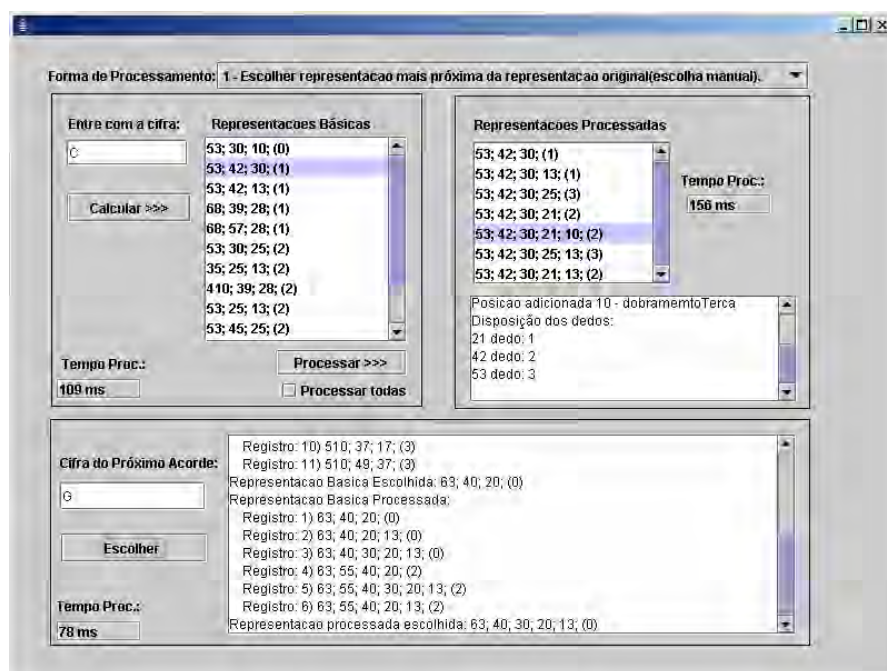 Forma de Processamento: 1 - Escolher representacao mais próxima da representacao original(escolha manual).
Entre com a cifra:
C
Calcular >>>
Tempo Proc.:
109 ms
Representacoes Básicas
53; 30; 10; (0)
53; 42; 30; (1)
53; 42; 13; (1)
68; 39; 28; (1)
68; 57; 28; (1)
53; 30; 25; (2)
35; 25; 13; (2)
410; 39; 28; (2)
53; 25; 13; (2)
53; 45; 25; (2)
Processar >>>
Processar todas
Representacoes Processadas
53; 42; 30; (1)
53; 42; 30; 13; (1)
53; 42; 30; 25; (3)
53; 42; 30; 21; (2)
53; 42; 30; 21; 10; (2)
53; 42; 30; 25; 13; (3)
53; 42; 30; 21; 13; (2)
Tempo Proc.:
156 ms
Posicao adicionada 10 - dobramemtoTerca
Disposição dos dedos:
21 dedo: 1
42 dedo: 2
53 dedo: 3
Cifra do Próximo Acorde:
G
Escolher
Tempo Proc.:
78 ms
Registro: 10) 510; 37; 17; (3)
Registro: 11) 510; 49; 37; (3)
Representacao Basica Escolhida: 63; 40; 20; (0)
Representacao Basica Processada:
Registro: 1) 63; 40; 20; (0)
Registro: 2) 63; 40; 20; 13; (0)
Registro: 3) 63; 40; 30; 20; 13; (0)
Registro: 4) 63; 55; 40; 20; (2)
Registro: 5) 63; 55; 40; 30; 20; 13; (2)
Registro: 6) 63; 55; 40; 20; 13; (2)
Representacao processada escolhida: 63; 40; 30; 20; 13; (0)